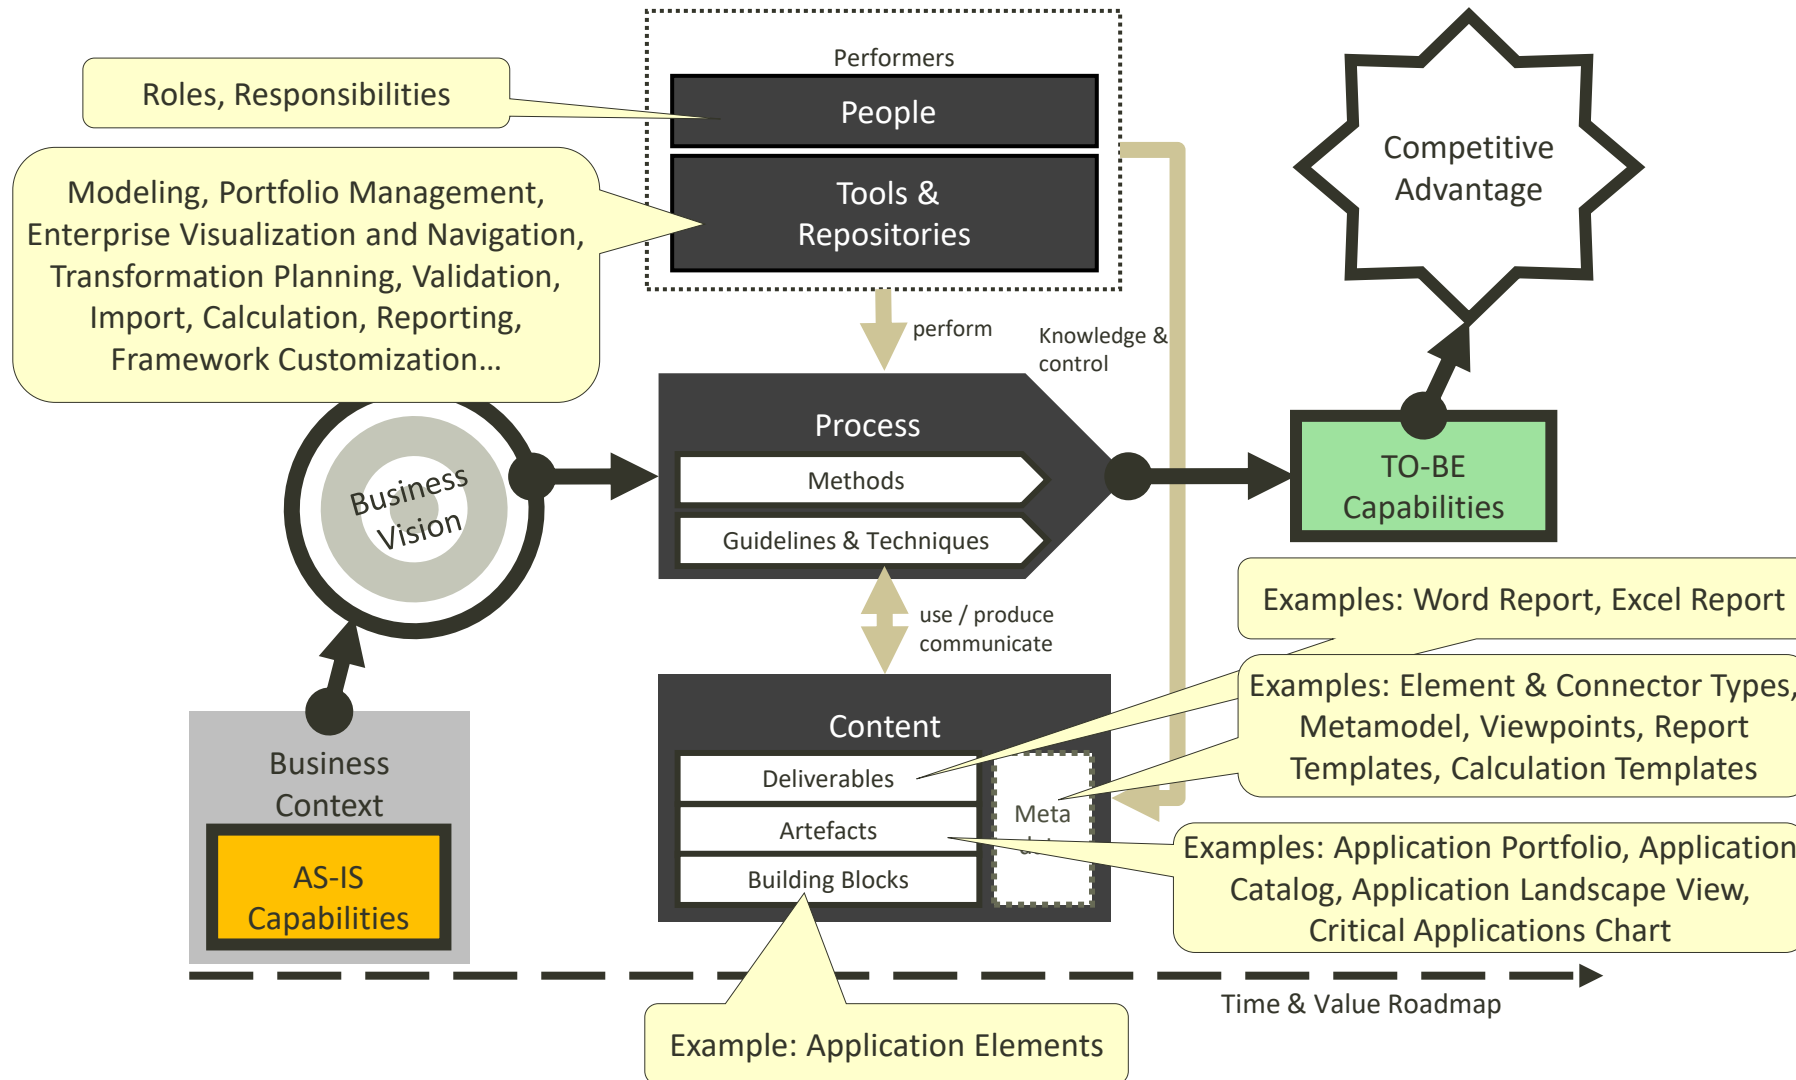 Performers
People
Tools &
Repositories
Roles, Responsibilities
Modeling, Portfolio Management,
Enterprise Visualization and Navigation,
Transformation Planning, Validation,
Import, Calculation, Reporting,
Framework Customization…
Competitive
Advantage
perform
Knowledge &
control
Process
Methods
Guidelines & Techniques
Business
Vision
TO-BE
Capabilities
use / produce
communicate
Examples: Word Report, Excel Report
Examples: Element & Connector Types,
Metamodel, Viewpoints, Report
Templates, Calculation Templates
Content
Deliverables
Artefacts
Building Blocks
Meta
Examples: Application Portfolio, Application
Catalog, Application Landscape View,
Critical Applications Chart
Business
Context
AS-IS
Capabilities
Time & Value Roadmap
Example: Application Elements